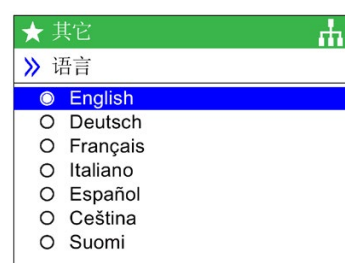 其它
语言
English
Deutsch
Français
Italiano
Español
Ceština
Suomi